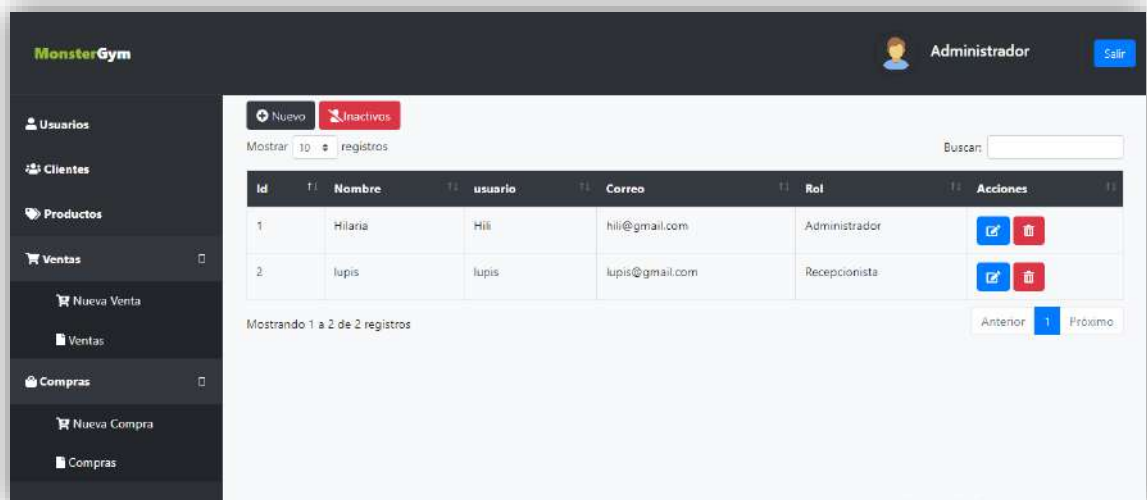 MonsterGym
Administrador
Salir
Usuarios
Clientes
Productos
Ventas
Nueva Venta
Ventas
Compras
Nueva Compra
Compras
Nuevo Inactivos
Mostrar 10 registros
Buscar:
Id Nombre usuario Correo Rol Acciones
1 Hilaria Hili hili@gmail.com Administrador
2 lupis lupis lupis@gmail.com Recepcionista
Mostrando 1 a 2 de 2 registros
Anterior 1 Próximo